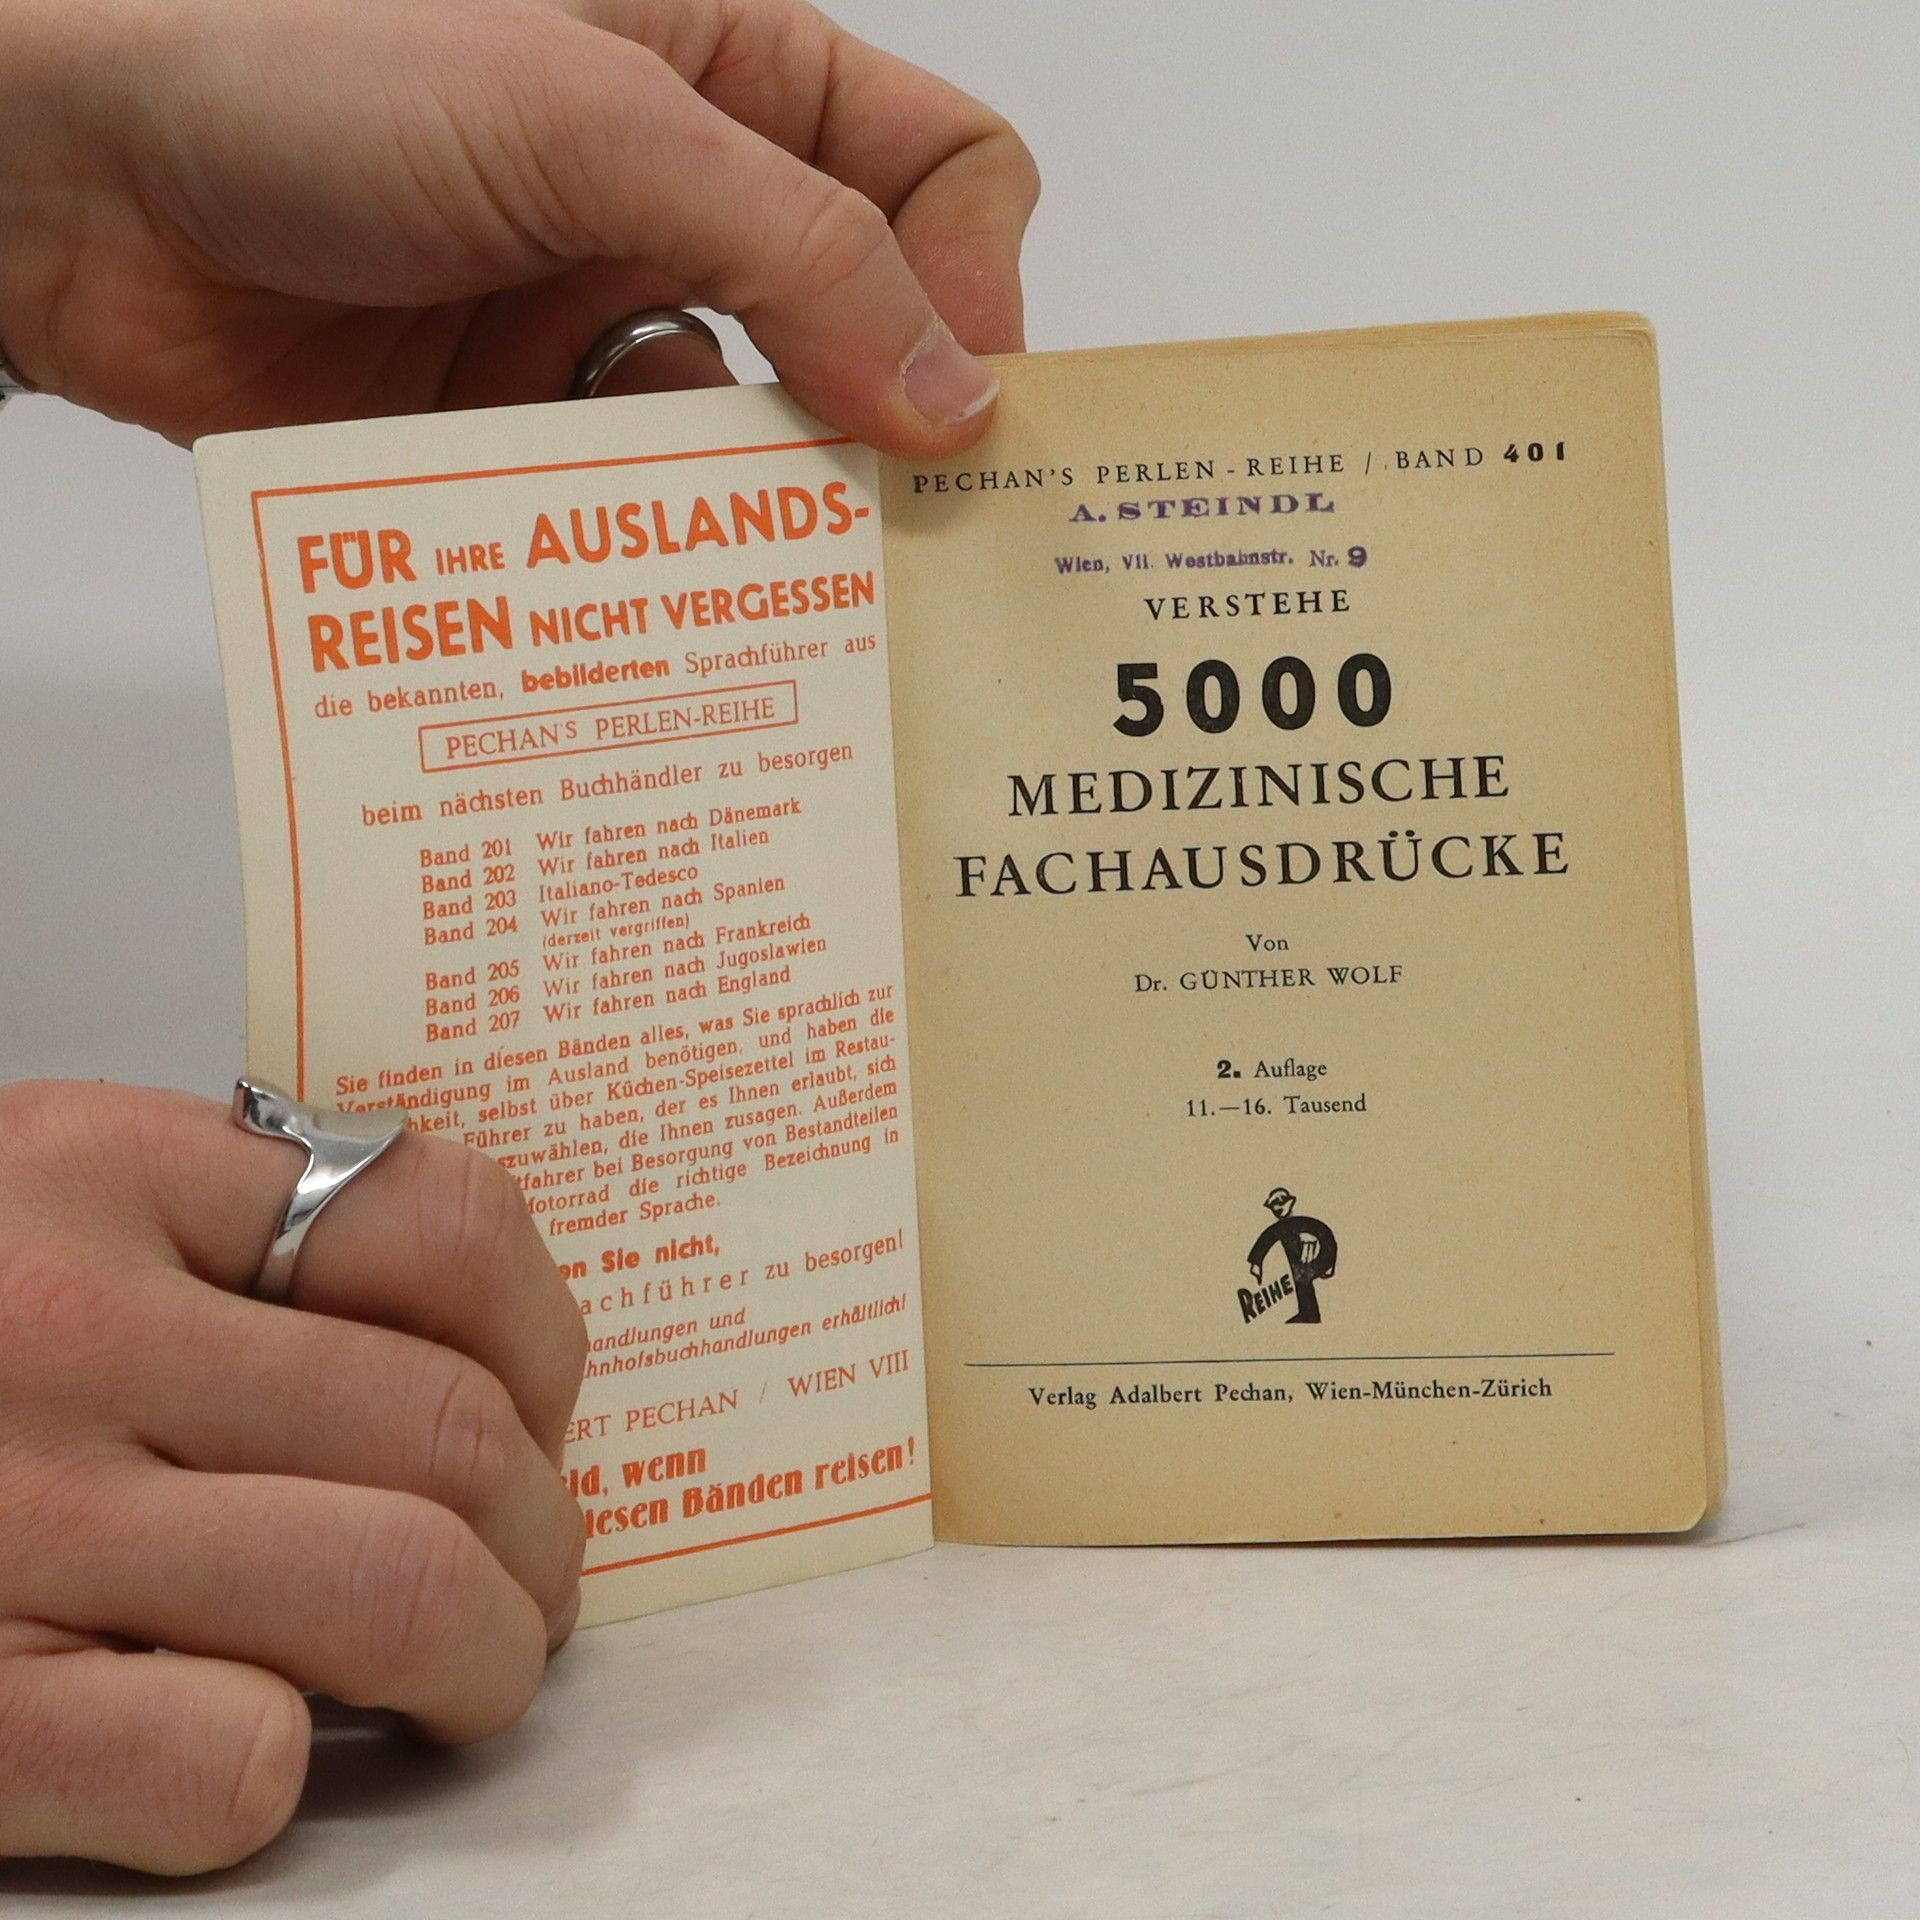 FÜR IHRE AUSLANDS-
REISEN NICHT VERGESSEN
die bekannten, bebilderten Sprachführer aus
PECHAN'S PERLEN-REIHE
beim nächsten Buchhändler zu besorgen
Band 201 Wir fahren nach Dänemark
Band 202 Wir fahren nach Italien
Band 203 Italiano-Tedesco
Band 204 Wir fahren nach Spanien
(derzeit vergriffen)
Band 205 Wir fahren nach Frankreich
Band 206 Wir fahren nach Jugoslawien
Band 207 Wir fahren nach England
Sie finden in diesen Bänden alles, was Sie sprachlich zur
Verständigung im Ausland benötigen, und haben die
selbst über Küchen-Speisezettel im Restau-
Führer zu haben, der es Ihnen erlaubt, sich
die Ihnen zusagen. Außerdem
bei Besorgung von Bestandteilen
Motorrad die richtige Bezeichnung in
fremder Sprache.
Sie nicht,
zu besorgen!
und
erhältlich!
PECHAN / WIEN VIII
wenn
Bänden reisen!
PECHAN'S PERLEN-REIHE / BAND 401
A. STEINDL
Wien, VII. Westbahnstr. Nr. 9
VERSTEHE
5000
MEDIZINISCHE
FACHAUSDRÜCKE
Von
Dr. GÜNTHER WOLF
2. Auflage
11.—16. Tausend
REIHE P
Verlag Adalbert Pechan, Wien-München-Zürich